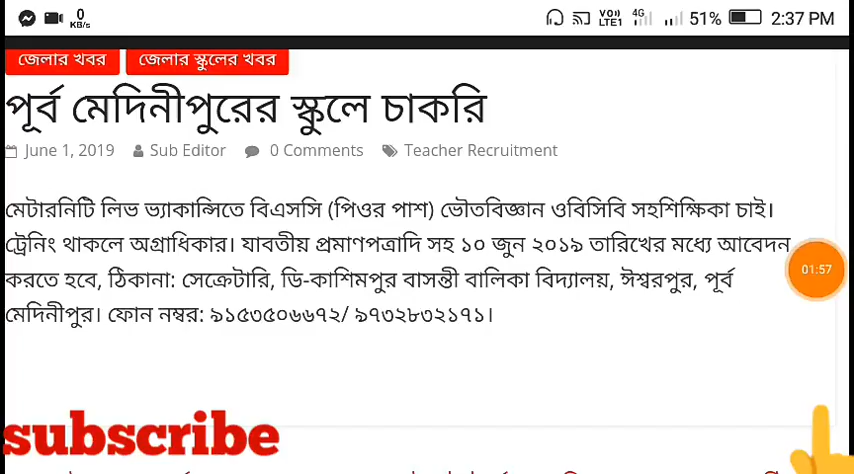 0 KB/s VoLTE1 4G 51% 2:37 PM
জেলার খবর জেলার স্কুলের খবর
পূর্ব মেদিনীপুরের স্কুলে চাকরি
June 1, 2019 Sub Editor 0 Comments Teacher Recruitment
মেটারনিটি লিভ ভ্যাকান্সিতে বিএসসি (পিওর পাশ) ভৌতবিজ্ঞান ওবিসিবি সহশিক্ষিকা চাই।
ট্রেনিং থাকলে অগ্রাধিকার। যাবতীয় প্রমাণপত্রাদি সহ ১০ জুন ২০১৯ তারিখের মধ্যে আবেদন
করতে হবে, ঠিকানা: সেক্রেটারি, ডি-কাশিমপুর বাসন্তী বালিকা বিদ্যালয়, ঈশ্বরপুর, পূর্ব
মেদিনীপুর। ফোন নম্বর: ৯১৫৩৫০৬৬৭২/ ৯৭৩২৮৩২১৭১।
01:57
subscribe